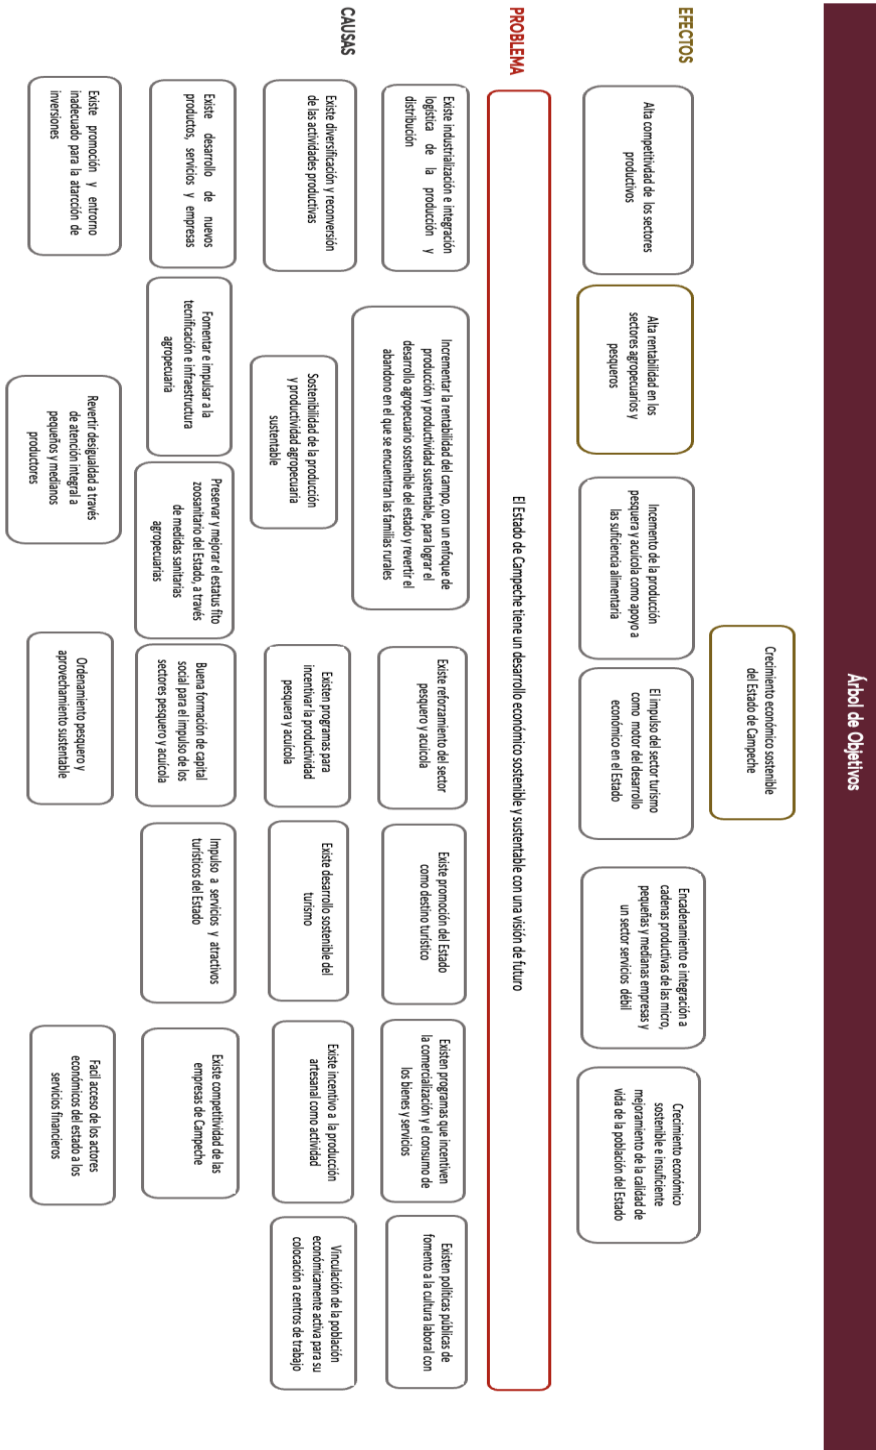 Árbol de Objetivos
Crecimiento económico sostenible
del Estado de Campeche
EFECTOS
Alta competitivdad de los sectores
productivos
Alta rentabilidad en los
sectores agropecuarios y
pesqueros
Incemento de la producción
pesquera y acuicola como apoyo a
las suficiencia alimentaria
El impulso del sector turismo
como motor del desarrollo
económico en el Estado
Encadenamiento e integración a
cadenas productivas de las micro,
pequeñas y medianas empresas y
un sector servicios débil
Crecimiento económico
sostenible e insuficiente
mejoramiento de la calidad de
vida de la población del Estado
PROBLEMA
El Estado de Campeche tiene un desarrollo económico sostenible y sustentable con una visión de futuro
CAUSAS
Existe industrialización e integración
logística de la producción y
distribución
Incrementar la rentabilidad del campo, con un enfoque de
producción y productividad sustentable, para lograr el
desarrollo agropecuario sostenible del estado y revertir el
abandono en el que se encuentran las familias rurales
Existe reforzamiento del sector
pesquero y acuicola
Existe promoción del Estado
como destino turístico
Existen programas que incentiven
la comercialización y el consumo de
los bienes y servicios
Existen políticas públicas de
fomento a la cultura laboral con
Existe diversificación y reconversión
de las actividades productivas
Sostenibilidad de la producción
y productividad agropecuaria
sustentable
Existen programas para
incentivar la productividad
pesquera y acuícola
Existe desarrollo sostenible del
turismo
Existe incentivo a la producción
artesanal como actividad
Vinculación de la población
económicamente activa para su
colocación a centros de trabajo
Existe desarrollo de nuevos
productos, servicios y empresas
Fomentar e impulsar a la
tecnificación e infraestructura
agropecuaria
Preservar y mejorar el estatus fito
zoosanitario del Estado, a través
de medidas sanitarias
agropecuarias
Buena formación de capital
social para el impulso de los
sectores pesquero y acuícola
Impulso a servicios y atractivos
turísticos del Estado
Existe competitividad de las
empresas de Campeche
Existe promoción y entrorno
inadecuado para la atarcción de
inversiones
Revertir desigualdad a través
de atención integral a
pequeños y medianos
productores
Ordenamiento pesquero y
aprovechamiento sustentable
Facil acceso de los actores
económicos del estado a los
servicios financieros